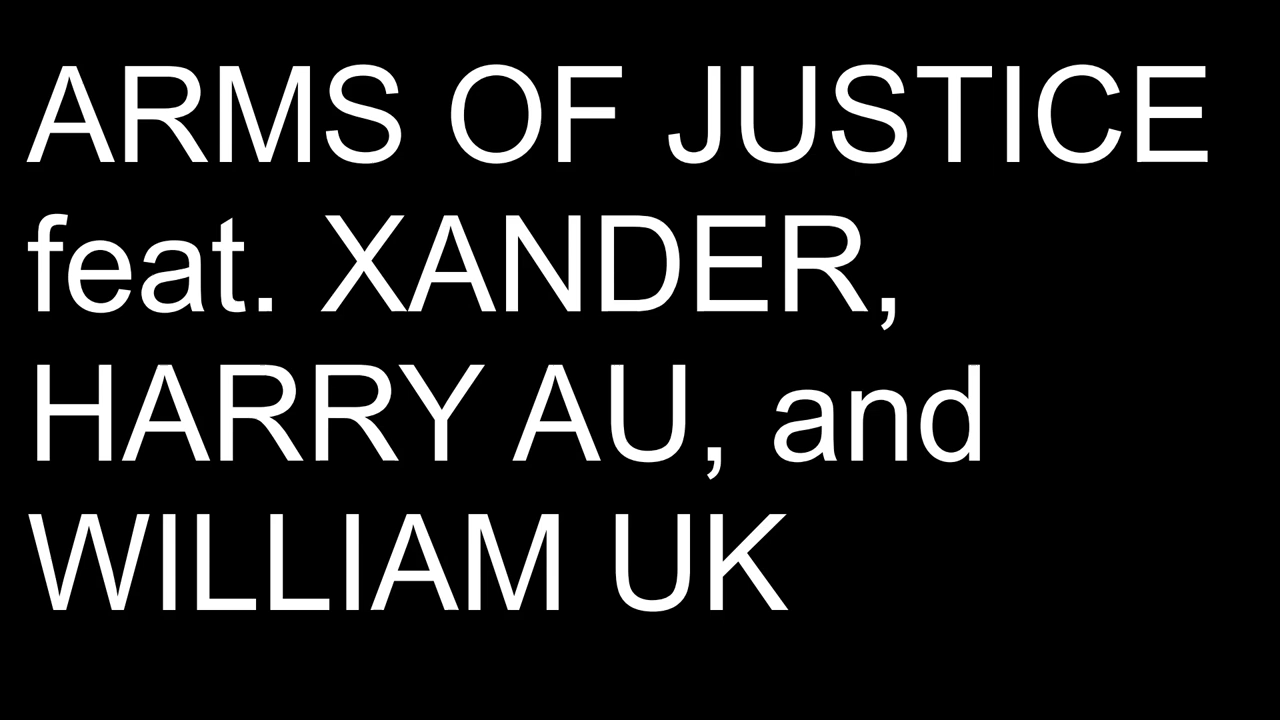 ARMS OF JUSTICE
feat. XANDER,
HARRY AU, and
WILLIAM UK